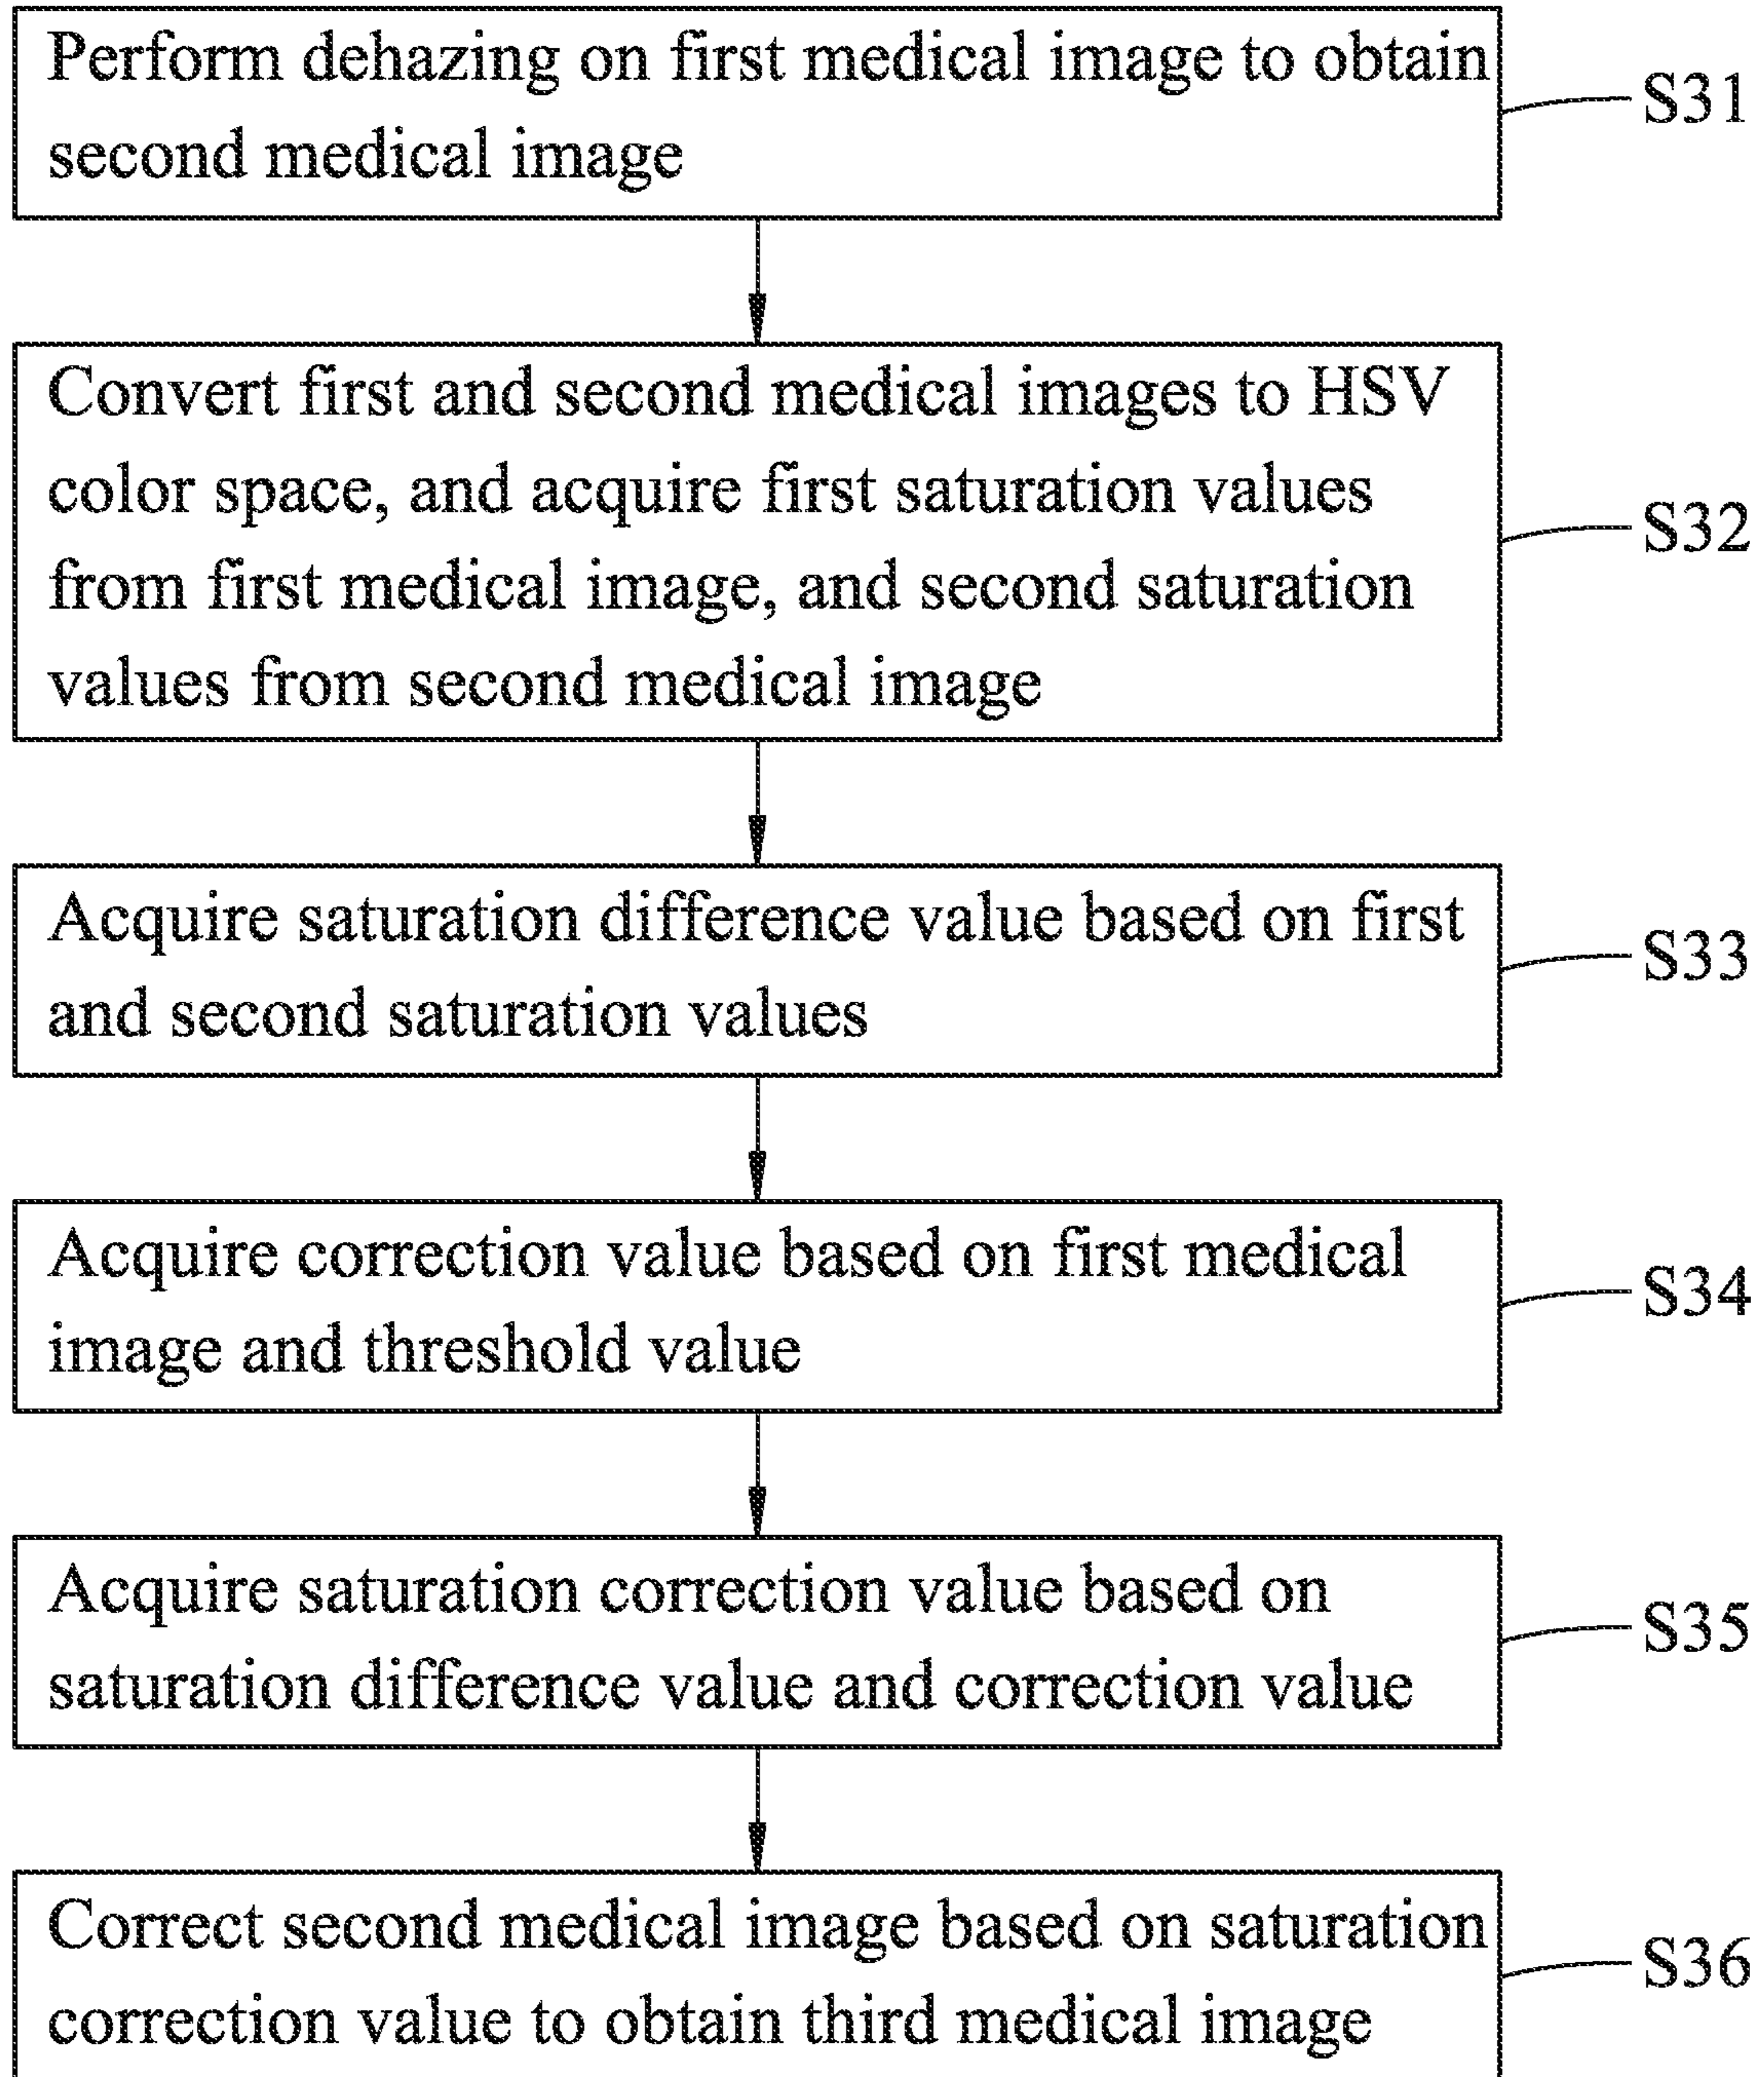 Perform dehazing on first medical image to obtain
second medical image
S31
Convert first and second medical images to HSV
color space, and acquire first saturation values
from first medical image, and second saturation
values from second medical image
S32
Acquire saturation difference value based on first
and second saturation values
S33
Acquire correction value based on first medical
image and threshold value
S34
Acquire saturation correction value based on
saturation difference value and correction value
S35
Correct second medical image based on saturation
correction value to obtain third medical image
S36